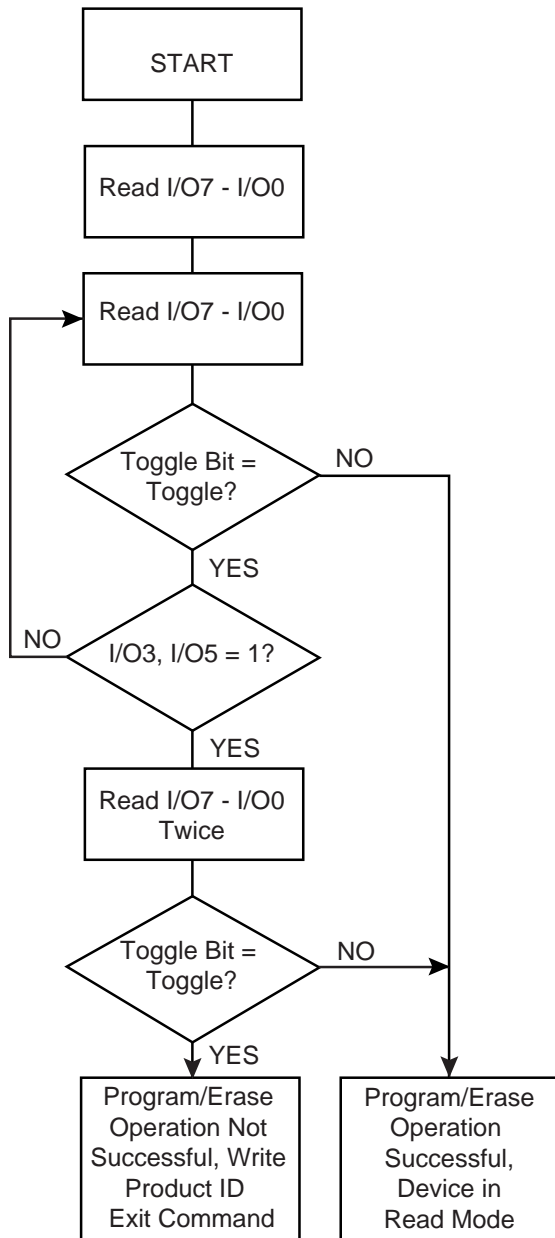 START
Read I/O7 - I/O0
Read I/O7 - I/O0
Toggle Bit =
Toggle?
NO
YES
NO
I/O3, I/O5 = 1?
YES
Read I/O7 - I/O0
Twice
Toggle Bit =
Toggle?
NO
YES
Program/Erase
Operation Not
Successful, Write
Product ID
Exit Command
Program/Erase
Operation
Successful,
Device in
Read Mode